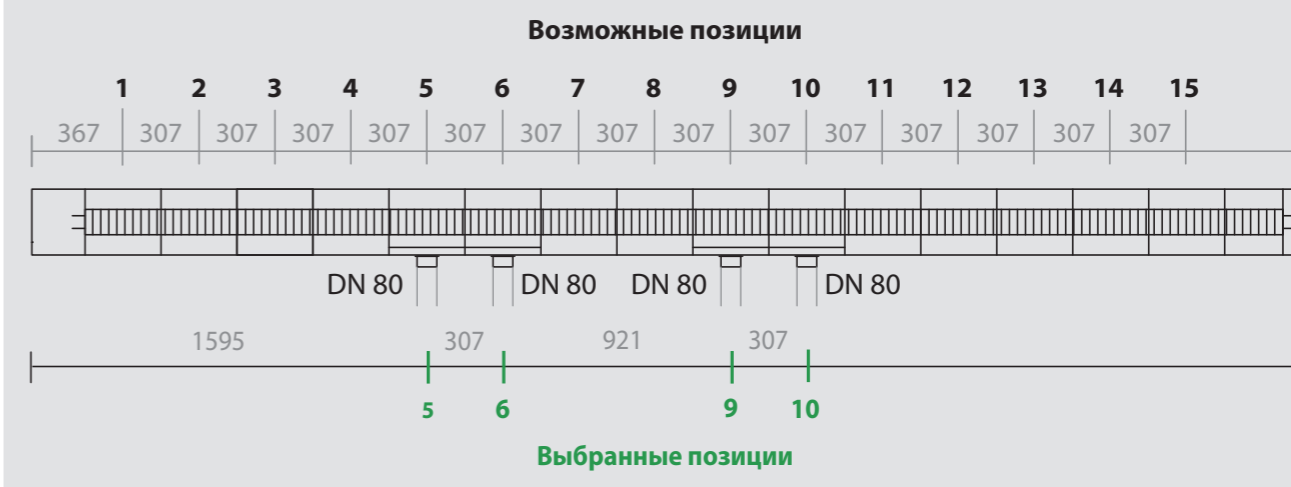 Возможные позиции
1 2 3 4 5 6 7 8 9 10 11 12 13 14 15
367 307 307 307 307 307 307 307 307 307 307 307 307 307 307
DN 80 DN 80 DN 80 DN 80
1595 307 921 307
5 6 9 10
Выбранные позиции